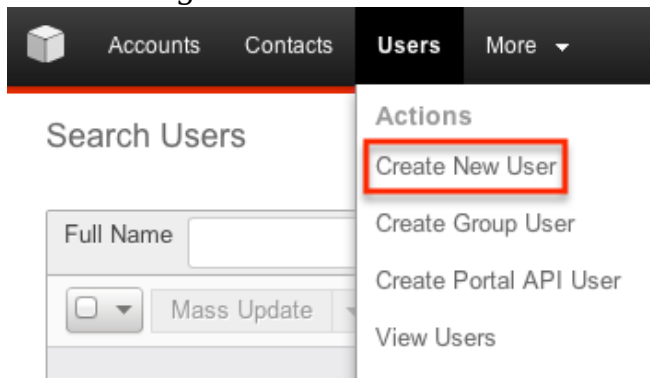 Accounts Contacts Users More
Search Users
Full Name
Mass Update
Actions
Create New User
Create Group User
Create Portal API User
View Users